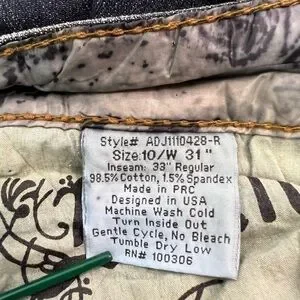 Style# ADJ1110428-R
Size:10/W 31"
Inseam: 33" Regular
98.5%Cotton, 1.5% Spandex
Made in PRC
Designed in USA
Machine Wash Cold
Turn Inside Out
Gentle Cycle, No Bleach
Tumble Dry Low
RN# 100306